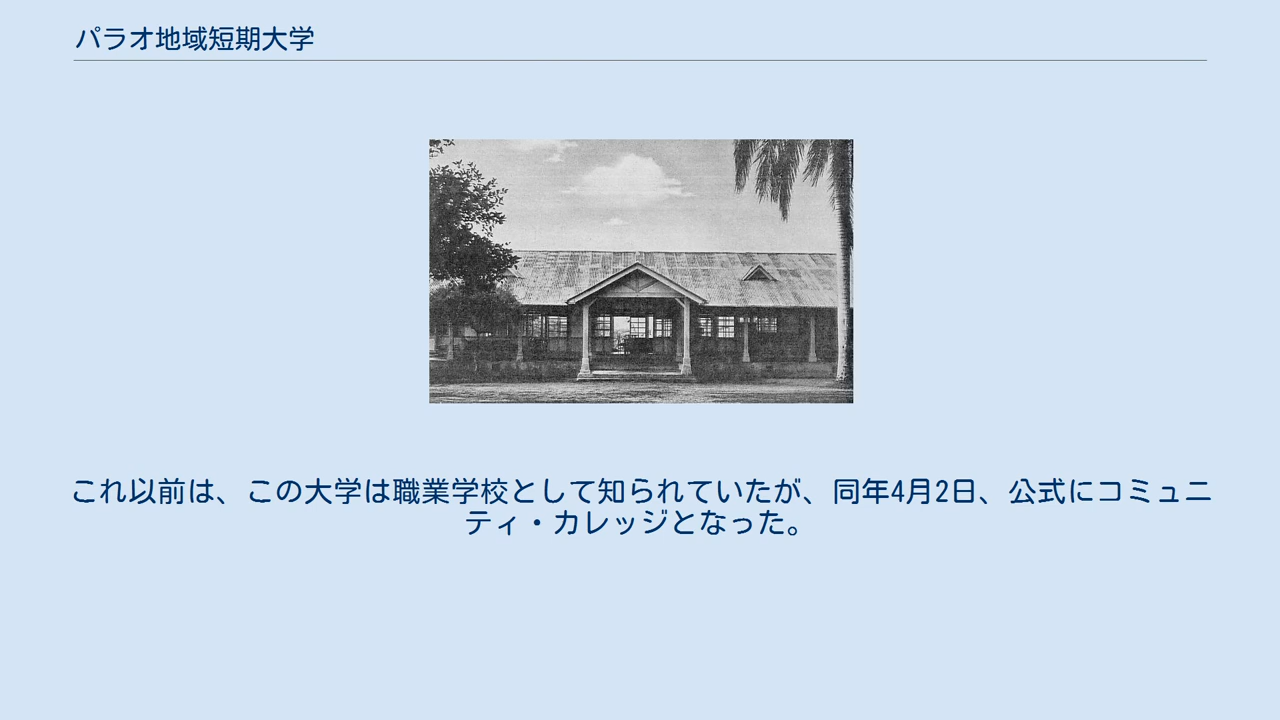 パラオ地域短期大学
これ以前は、この大学は職業学校として知られていたが、同年4月2日、公式にコミュニ
ティ・カレッジとなった。